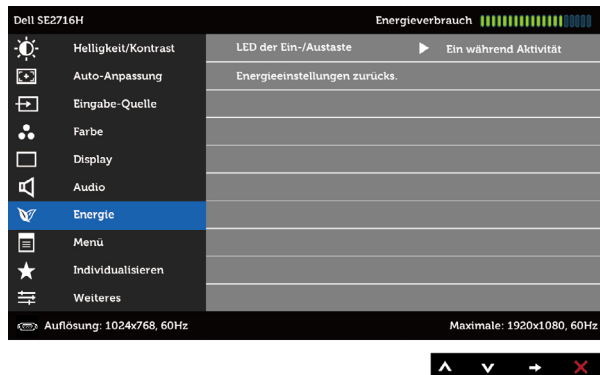 Dell SE2716H Energieverbrauch
Helligkeit/Kontrast LED der Ein-/Austaste Ein während Aktivität
Auto-Anpassung Energieeinstellungen zurücks.
Eingabe-Quelle
Farbe
Display
Audio
Energie
Menü
Individualisieren
Weiteres
Auflösung: 1024x768, 60Hz Maximale: 1920x1080, 60Hz